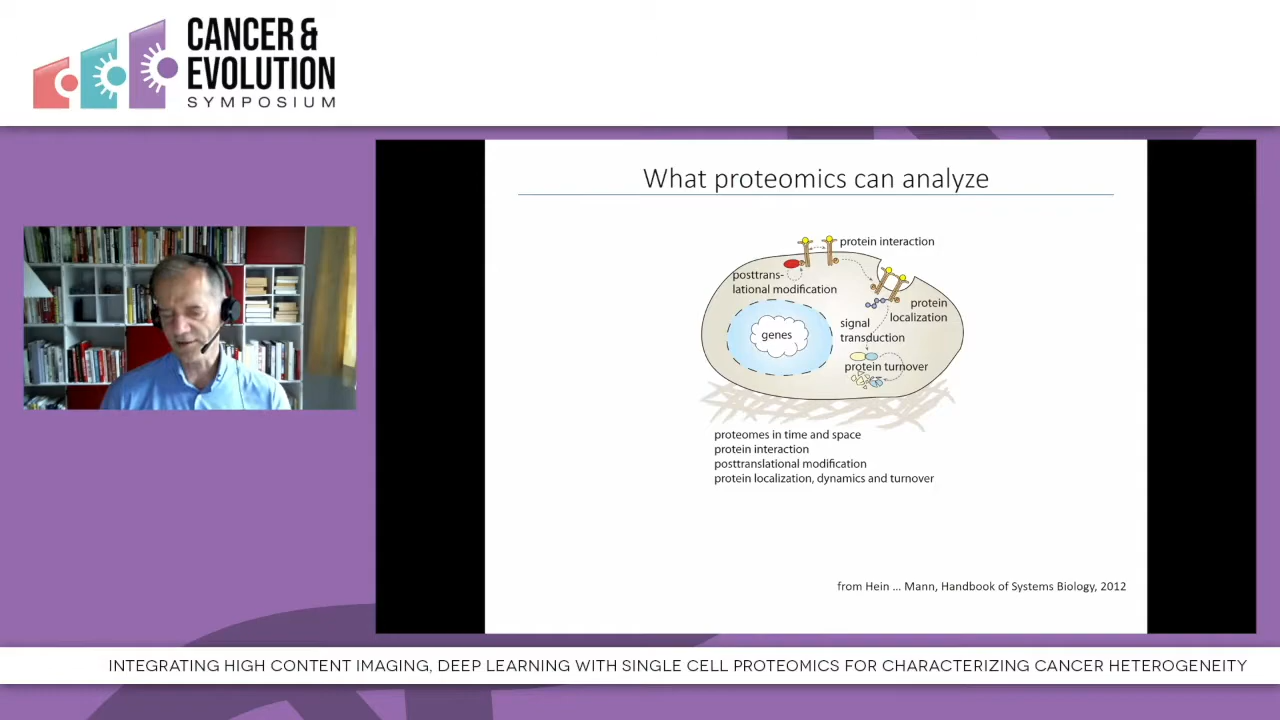 CANCER &
EVOLUTION
SYMPOSIUM
What proteomics can analyze
protein interaction
posttrans-
lational modification
protein
localization
signal
transduction
genes
protein turnover
proteomes in time and space
protein interaction
posttranslational modification
protein localization, dynamics and turnover
from Hein ... Mann, Handbook of Systems Biology, 2012
INTEGRATING HIGH CONTENT IMAGING, DEEP LEARNING WITH SINGLE CELL PROTEOMICS FOR CHARACTERIZING CANCER HETEROGENEITY